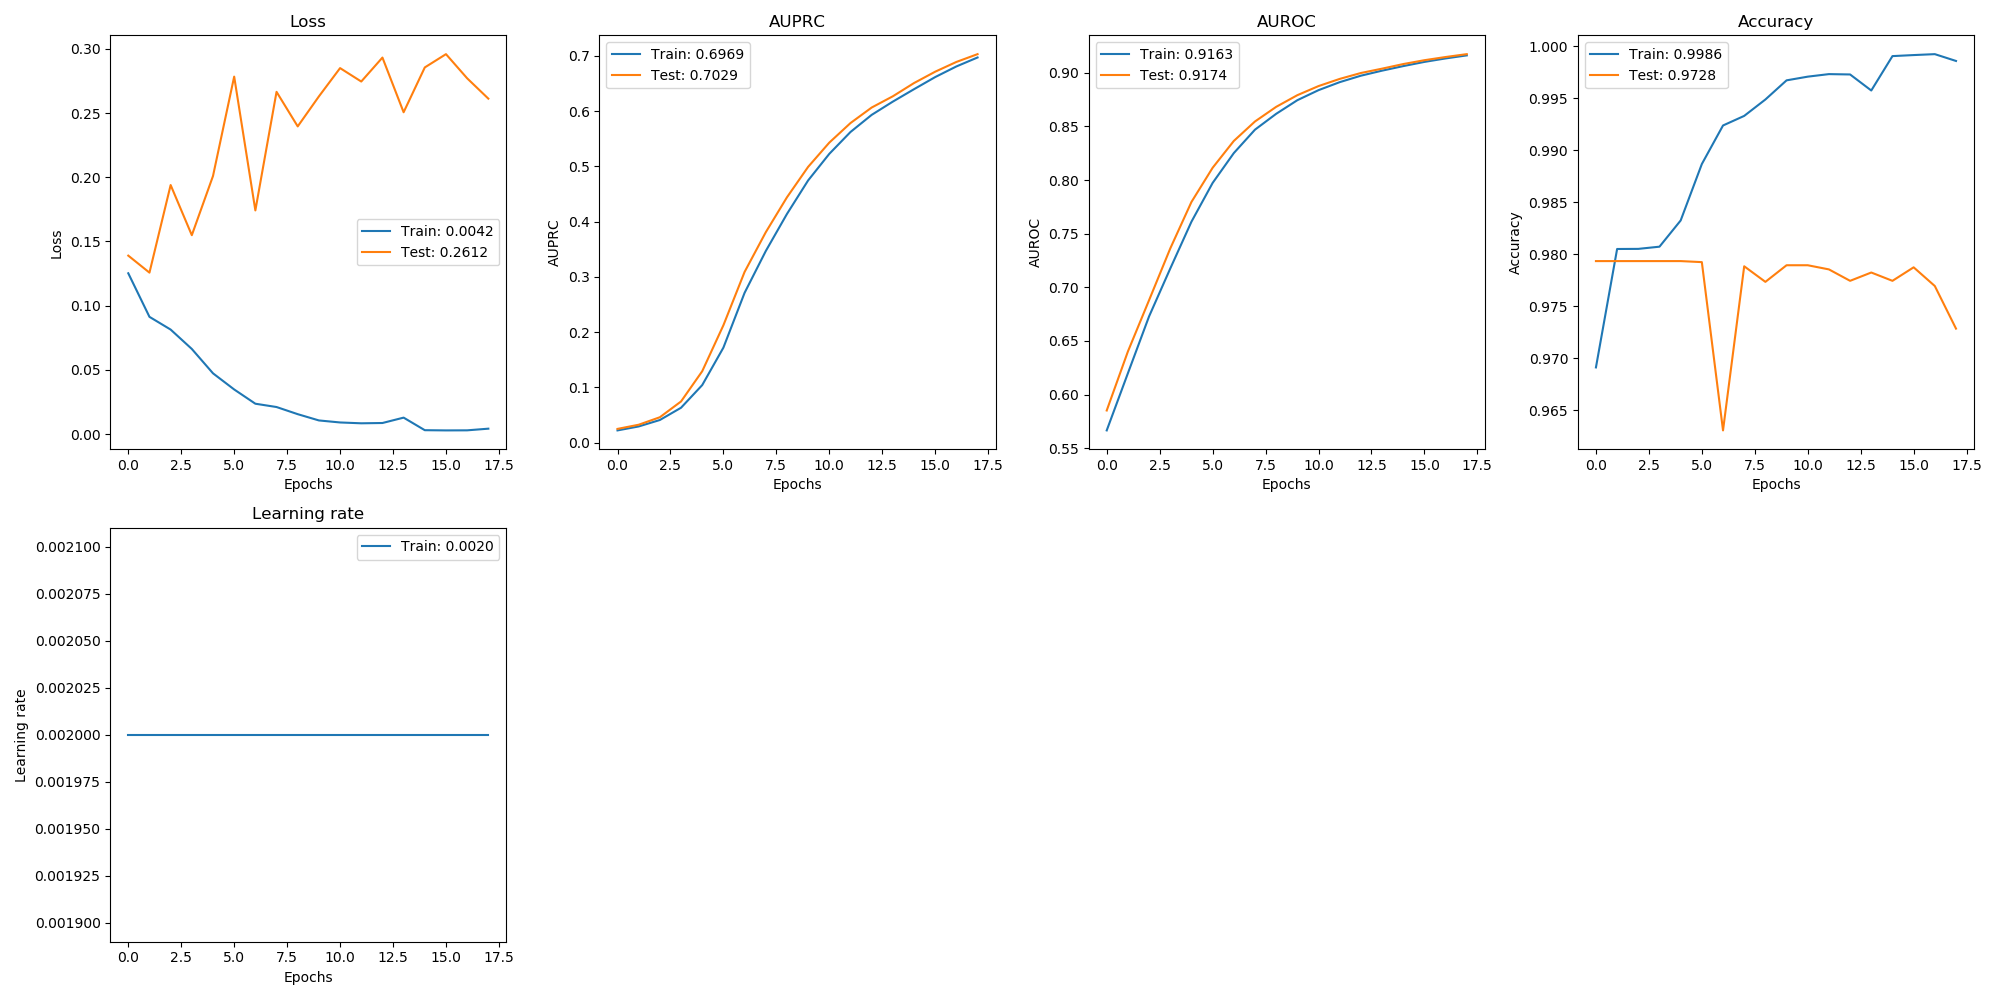 Loss
0.30
0.25
0.20
0.15
0.10
0.05
0.00
Loss
Train: 0.0042
Test: 0.2612
0.0 2.5 5.0 7.5 10.0 12.5 15.0 17.5
Epochs
AUPRC
0.7
0.6
0.5
0.4
0.3
0.2
0.1
0.0
AUPRC
Train: 0.6969
Test: 0.7029
0.0 2.5 5.0 7.5 10.0 12.5 15.0 17.5
Epochs
AUROC
0.90
0.85
0.80
0.75
0.70
0.65
0.60
0.55
AUROC
Train: 0.9163
Test: 0.9174
0.0 2.5 5.0 7.5 10.0 12.5 15.0 17.5
Epochs
Accuracy
1.000
0.995
0.990
0.985
0.980
0.975
0.970
0.965
Accuracy
Train: 0.9986
Test: 0.9728
0.0 2.5 5.0 7.5 10.0 12.5 15.0 17.5
Epochs
Learning rate
0.002100
0.002075
0.002050
0.002025
0.002000
0.001975
0.001950
0.001925
0.001900
Learning rate
Train: 0.0020
0.0 2.5 5.0 7.5 10.0 12.5 15.0 17.5
Epochs